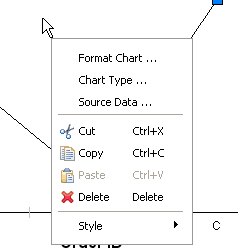 Format Chart ...
Chart Type ...
Source Data ...
Cut Ctrl+X
Copy Ctrl+C
Paste Ctrl+V
Delete Delete
Style
C